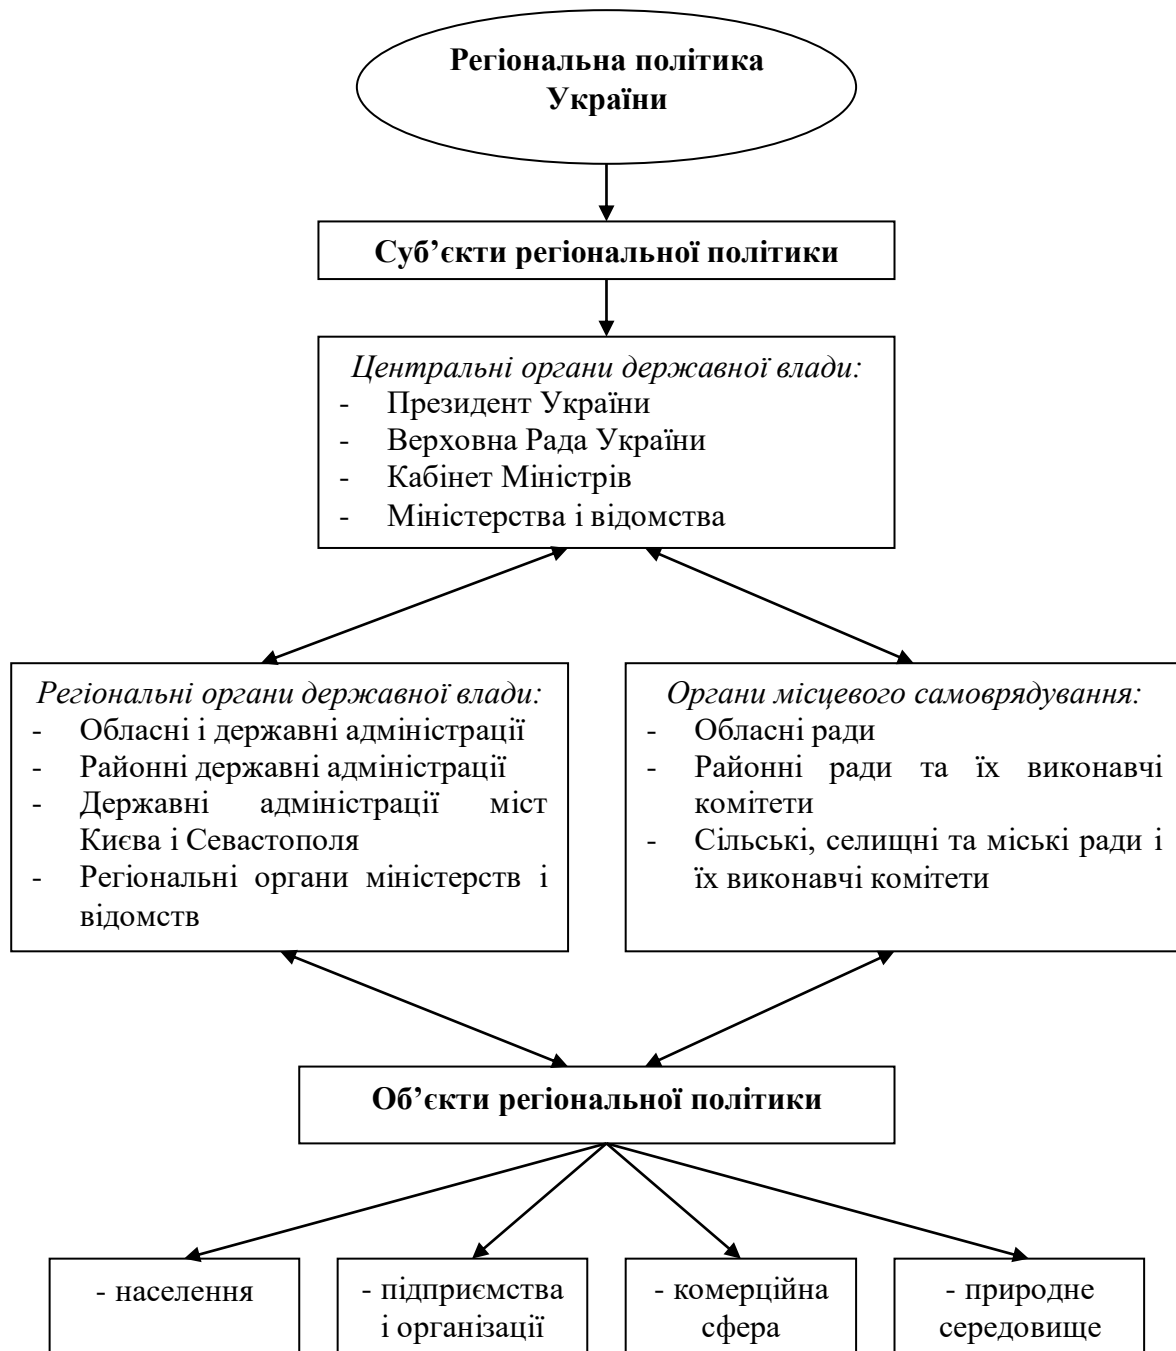 Регіональна політика
України
Суб’єкти регіональної політики
Центральні органи державної влади:
- Президент України
- Верховна Рада України
- Кабінет Міністрів
- Міністерства і відомства
Регіональні органи державної влади:
- Обласні і державні адміністрації
- Районні державні адміністрації
- Державні адміністрації міст
Києва і Севастополя
- Регіональні органи міністерств і
відомств
Органи місцевого самоврядування:
- Обласні ради
- Районні ради та їх виконавчі
комітети
- Сільські, селищні та міські ради і
їх виконавчі комітети
Об’єкти регіональної політики
- населення
- підприємства
і організації
- комерційна
сфера
- природне
середовище